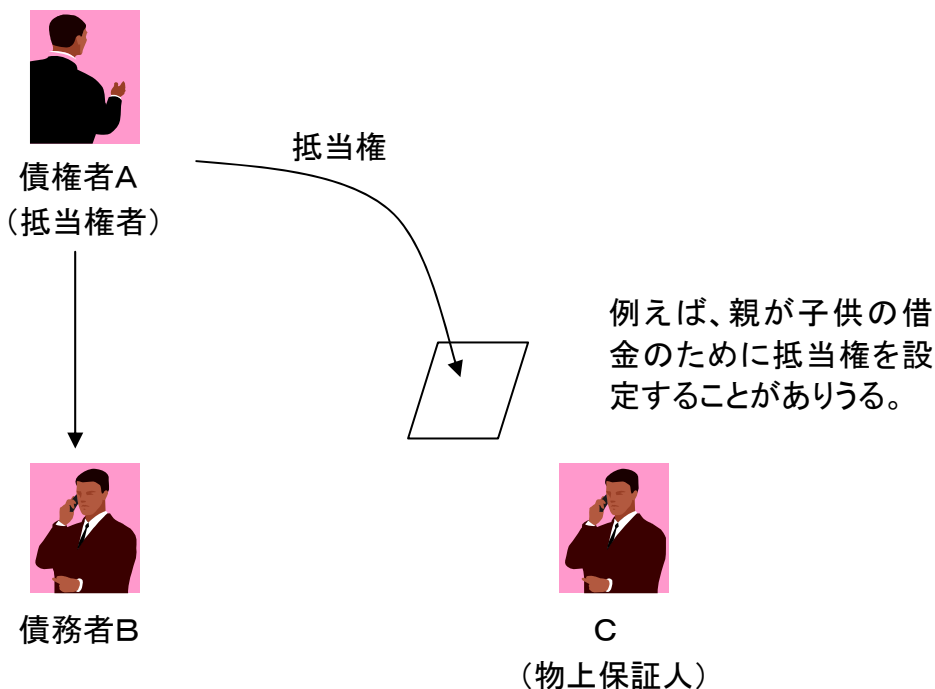 抵当権
債権者Ａ
（抵当権者）
例えば、親が子供の借
金のために抵当権を設
定することがありうる。
債務者Ｂ
Ｃ
（物上保証人）